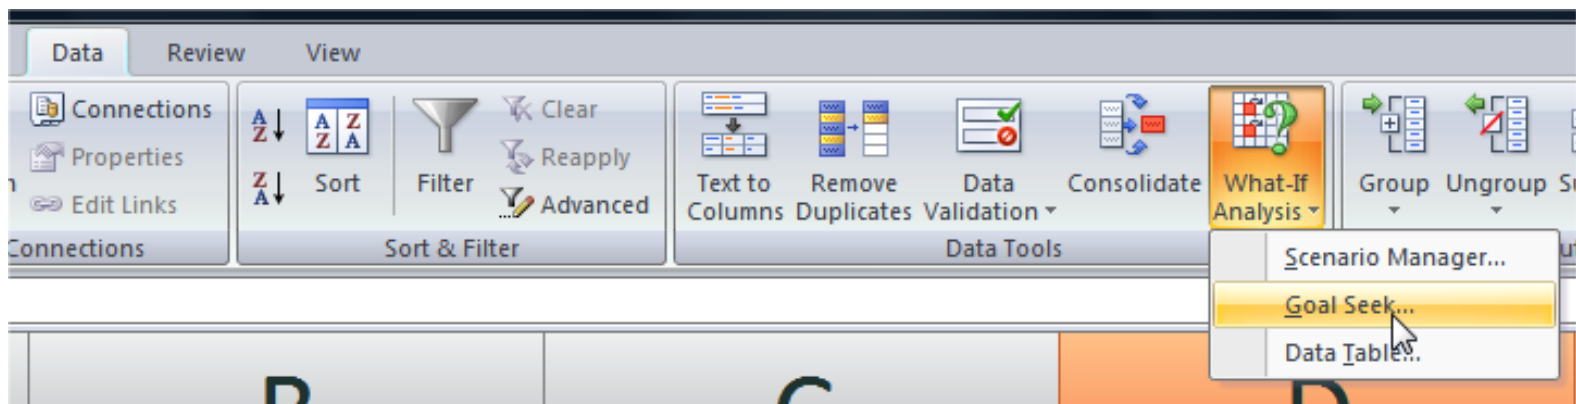 Data Review View
Connections
Properties
Edit Links
Connections
Sort
Filter
Clear
Reapply
Advanced
Sort & Filter
Text to
Columns
Remove
Duplicates
Data
Validation
Consolidate
What-If
Analysis
Data Tools
Group
Ungroup
Scenario Manager...
Goal Seek...
Data Table...
B C D